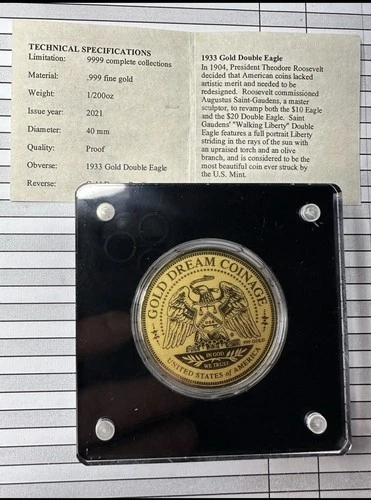 TECHNICAL SPECIFICATIONS
Limitation: 9999 complete collections
Material: .999 fine gold
Weight: 1/200oz
Issue year: 2021
Diameter: 40 mm
Quality: Proof
Obverse: 1933 Gold Double Eagle
Reverse:
1933 Gold Double Eagle
In 1904, President Theodore Roosevelt
decided that American coins lacked
artistic merit and needed to be
redesigned. Roosevelt commissioned
Augustus Saint-Gaudens, a master
sculptor, to revamp both the $10 Eagle
and the $20 Double Eagle. Saint
Gaudens' "Walking Liberty" Double
Eagle features a full portrait Liberty
striding in the rays of the sun with
an upraised torch and an olive
branch, and is considered to be the
most beautiful coin ever struck by
the U.S. Mint.
GOLD DREAM COINAGE
999 GOLD
IN GOD
WE TRUST
UNITED STATES of AMERICA